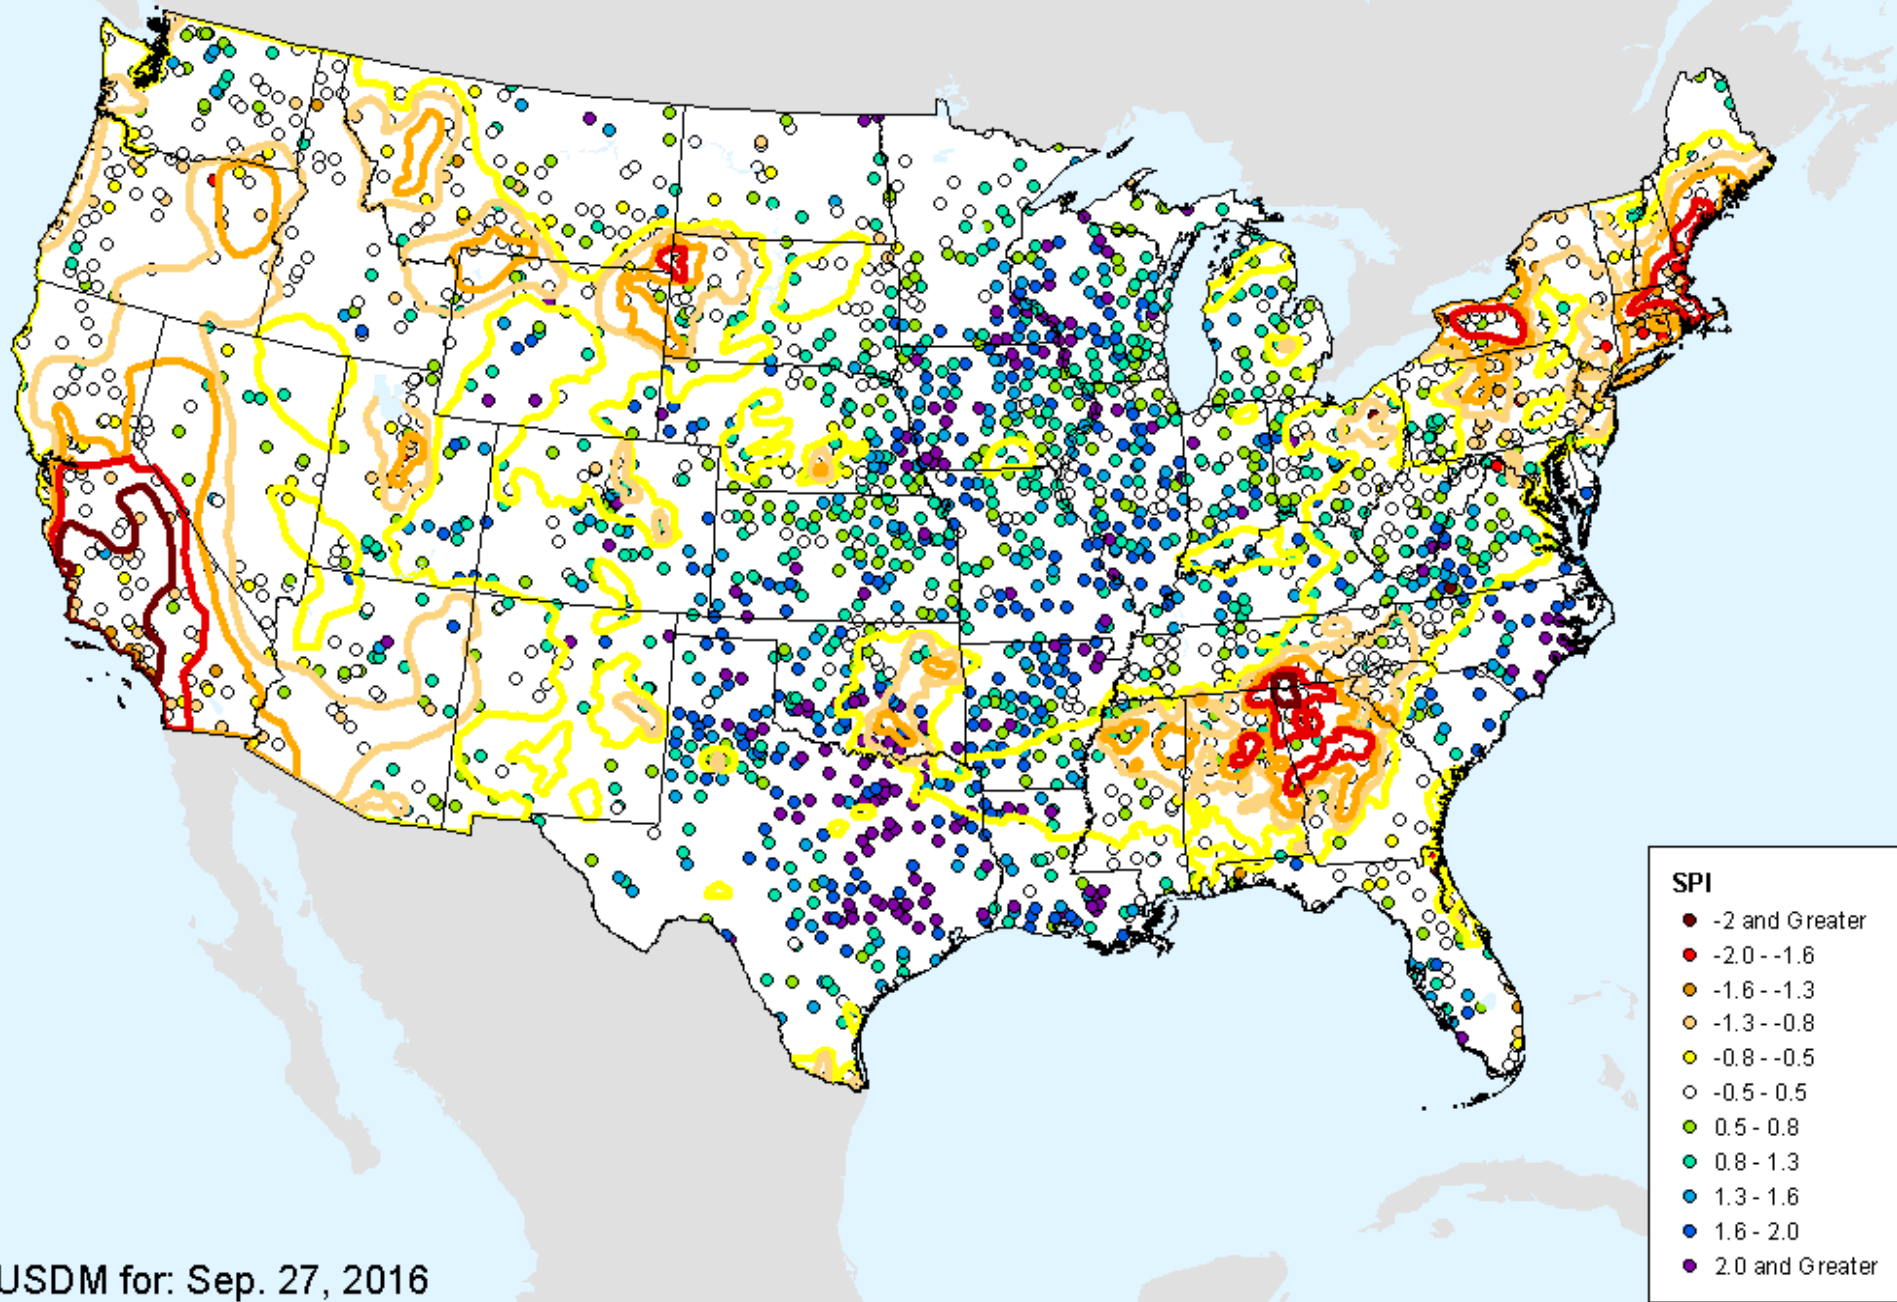 SPI
-2 and Greater
-2.0 - -1.6
-1.6 - -1.3
-1.3 - -0.8
-0.8 - -0.5
-0.5 - 0.5
0.5 - 0.8
0.8 - 1.3
1.3 - 1.6
1.6 - 2.0
2.0 and Greater
USDM for: Sep. 27, 2016